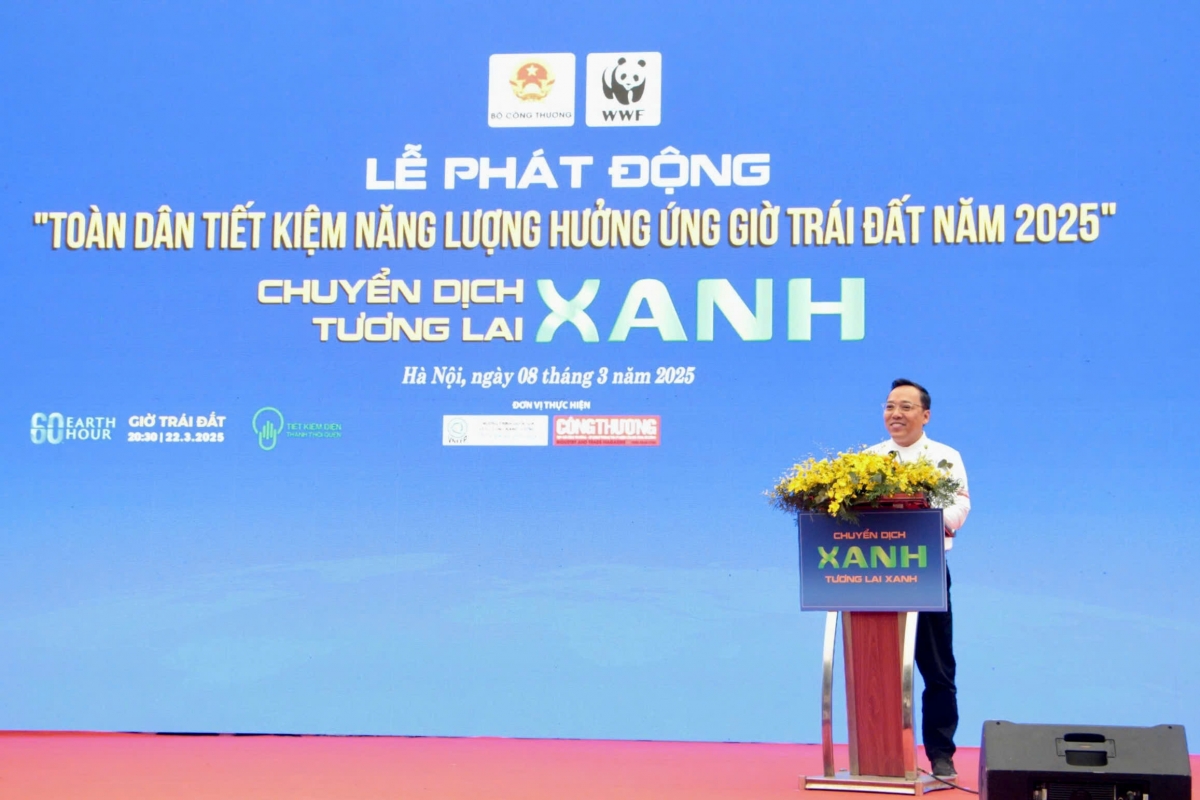 BỘ CÔNG THƯƠNG
WWF
LỄ PHÁT ĐỘNG
"TOÀN DÂN TIẾT KIỆM NĂNG LƯỢNG HƯỞNG ỨNG GIỜ TRÁI ĐẤT NĂM 2025"
CHUYỂN DỊCH
TƯƠNG LAI
XANH
Hà Nội, ngày 08 tháng 3 năm 2025
ĐƠN VỊ THỰC HIỆN
60 EARTH HOUR
GIỜ TRÁI ĐẤT
20:30 | 22.3.2025
TIẾT KIỆM ĐIỆN
THÀNH THÓI QUEN
CÔNG THƯƠNG
CHUYỂN DỊCH
XANH
TƯƠNG LAI XANH